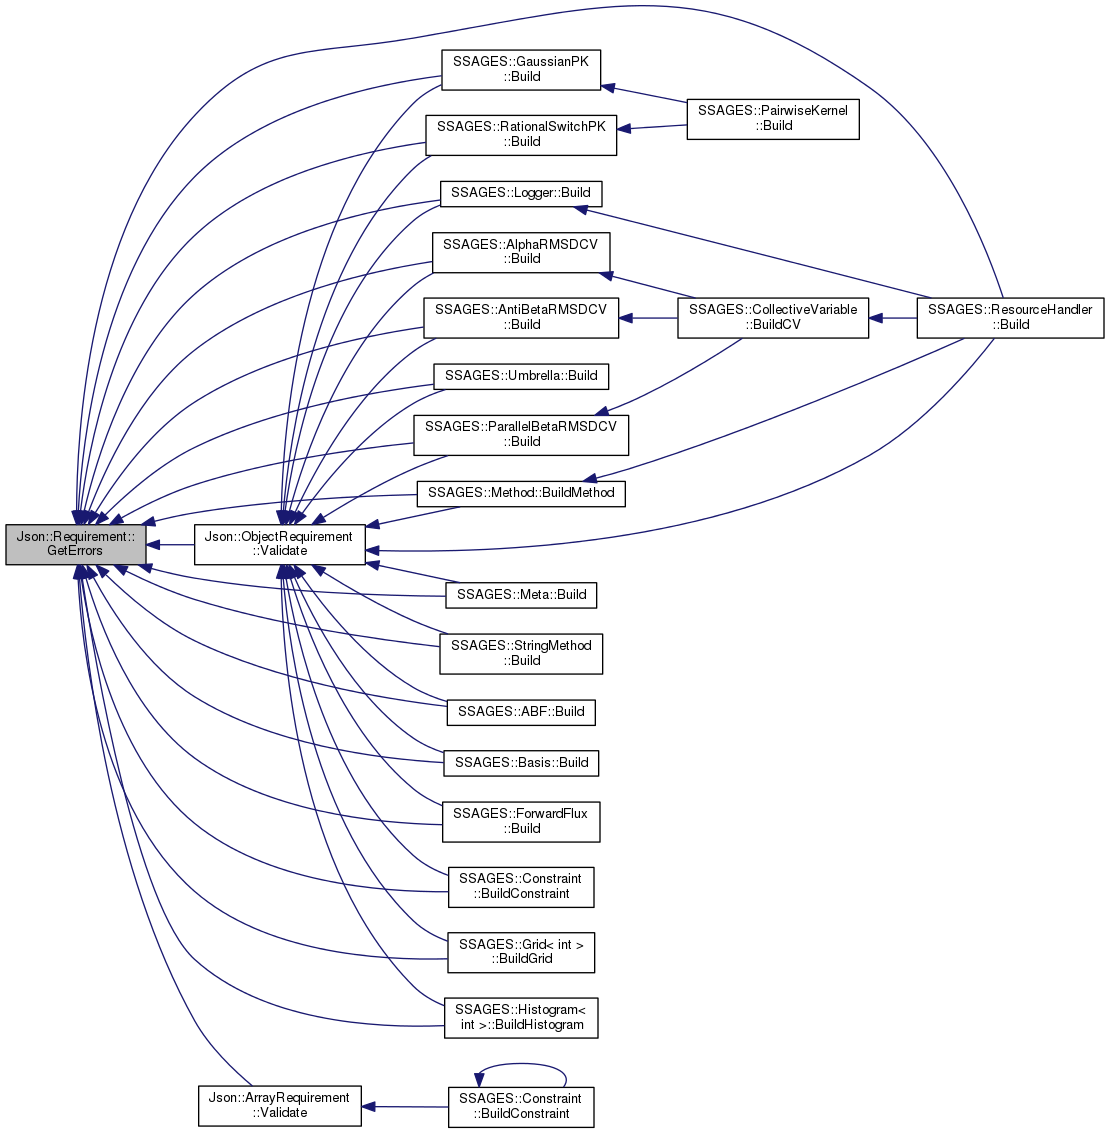 SSAGES::GaussianPK
::Build
SSAGES::PairwiseKernel
::Build
SSAGES::RationalSwitchPK
::Build
SSAGES::Logger::Build
SSAGES::AlphaRMSDCV
::Build
SSAGES::AntiBetaRMSDCV
::Build
SSAGES::CollectiveVariable
::BuildCV
SSAGES::ResourceHandler
::Build
SSAGES::Umbrella::Build
SSAGES::ParallelBetaRMSDCV
::Build
SSAGES::Method::BuildMethod
Json::Requirement::
GetErrors
Json::ObjectRequirement
::Validate
SSAGES::Meta::Build
SSAGES::StringMethod
::Build
SSAGES::ABF::Build
SSAGES::Basis::Build
SSAGES::ForwardFlux
::Build
SSAGES::Constraint
::BuildConstraint
SSAGES::Grid< int >
::BuildGrid
SSAGES::Histogram<
int >::BuildHistogram
Json::ArrayRequirement
::Validate
SSAGES::Constraint
::BuildConstraint